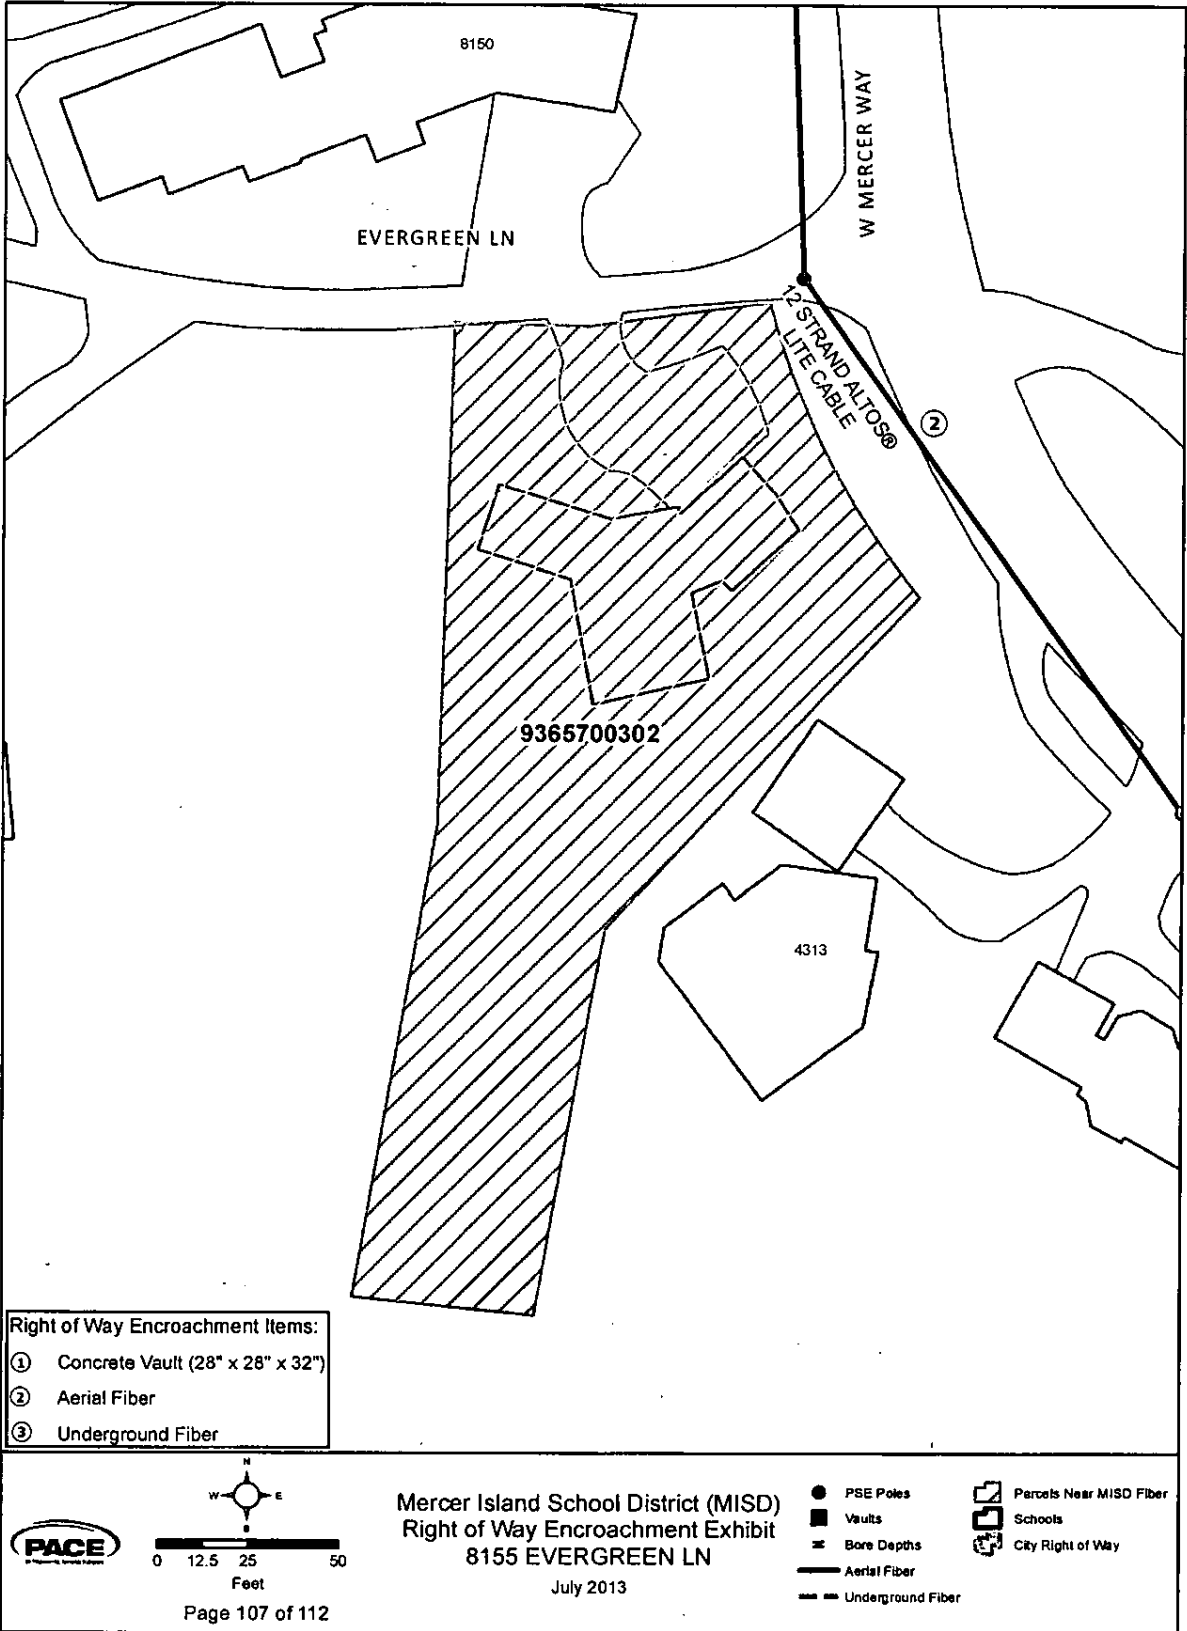 8150
W MERCER WAY
EVERGREEN LN
12 STRAND ALTOS®
LITE CABLE
2
9365700302
4313
Right of Way Encroachment Items:
1 Concrete Vault (28" x 28" x 32")
2 Aerial Fiber
3 Underground Fiber
N
W E
PACE
0 12.5 25 50
Feet
Page 107 of 112
Mercer Island School District (MISD)
Right of Way Encroachment Exhibit
8155 EVERGREEN LN
July 2013
PSE Poles
Vaults
Bore Depths
Aerial Fiber
Underground Fiber
Parcels Near MISD Fiber
Schools
City Right of Way